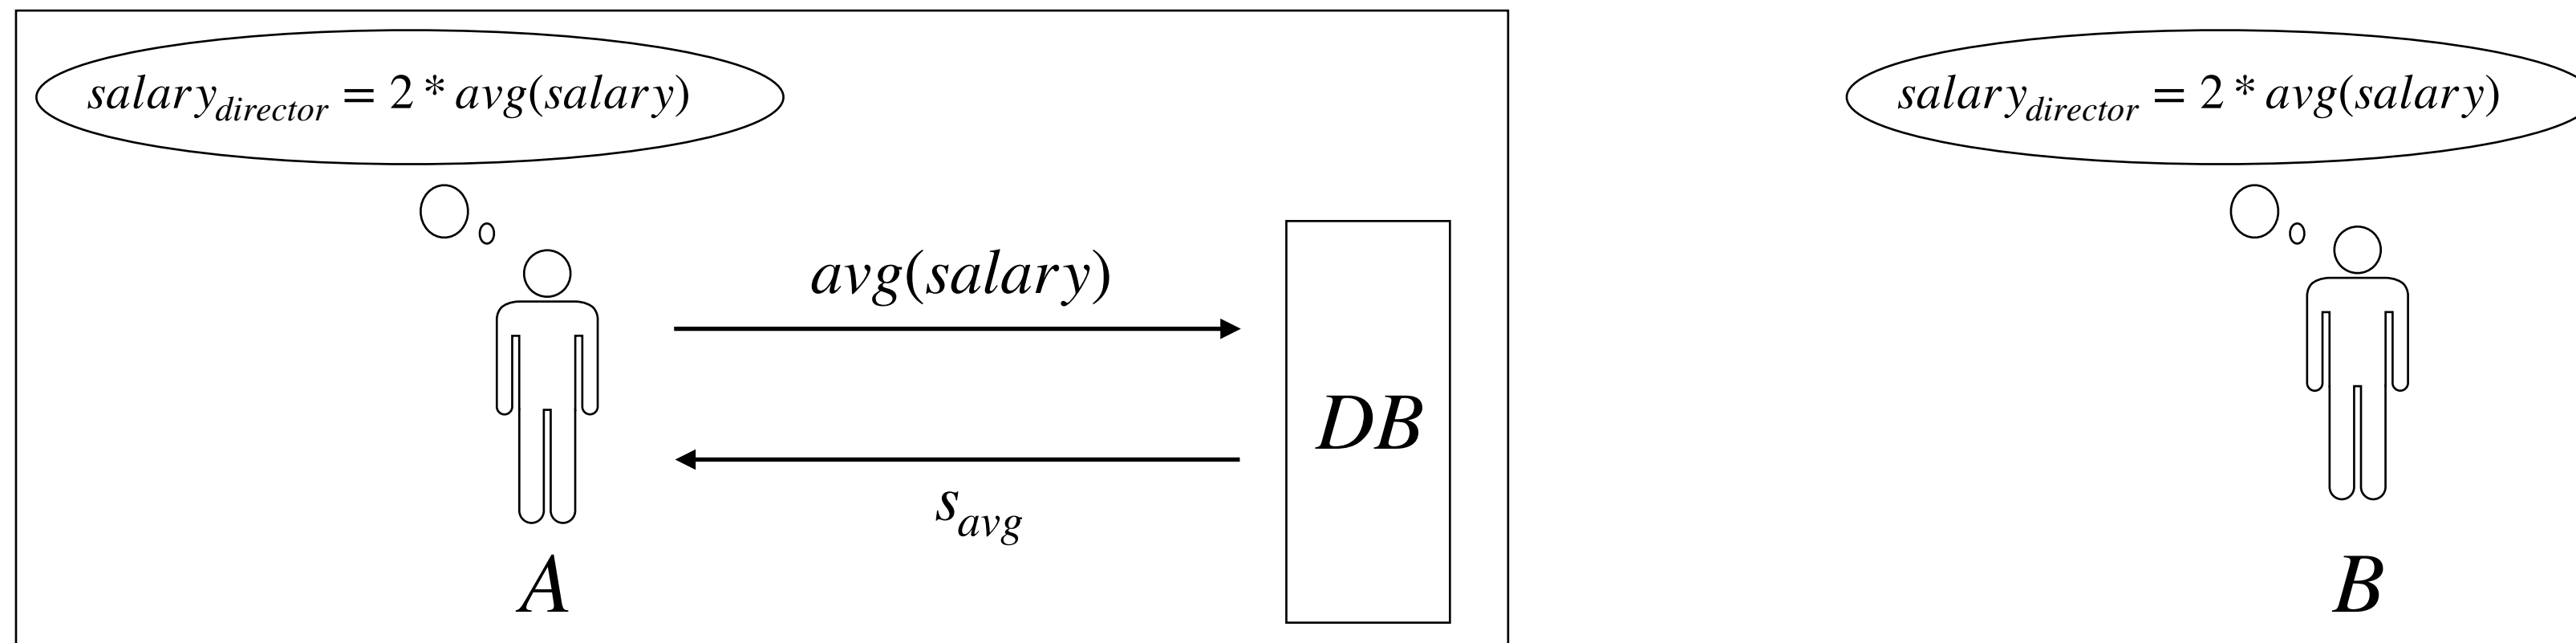 salary_director = 2 * avg(salary)
salary_director = 2 * avg(salary)
avg(salary)
DB
s_avg
A
B